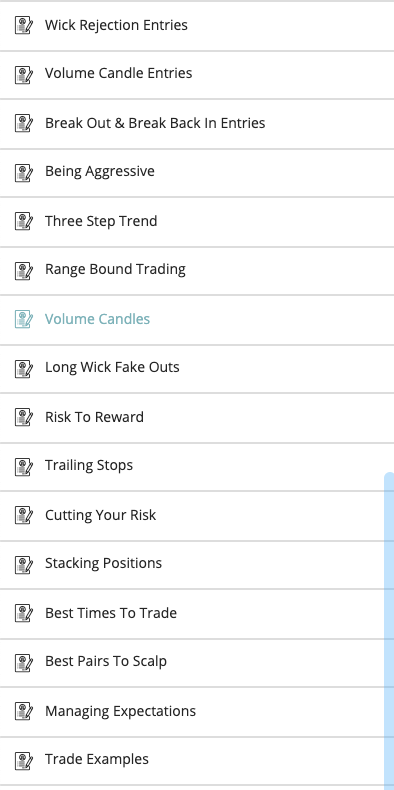 Wick Rejection Entries
Volume Candle Entries
Break Out & Break Back In Entries
Being Aggressive
Three Step Trend
Range Bound Trading
Volume Candles
Long Wick Fake Outs
Risk To Reward
Trailing Stops
Cutting Your Risk
Stacking Positions
Best Times To Trade
Best Pairs To Scalp
Managing Expectations
Trade Examples